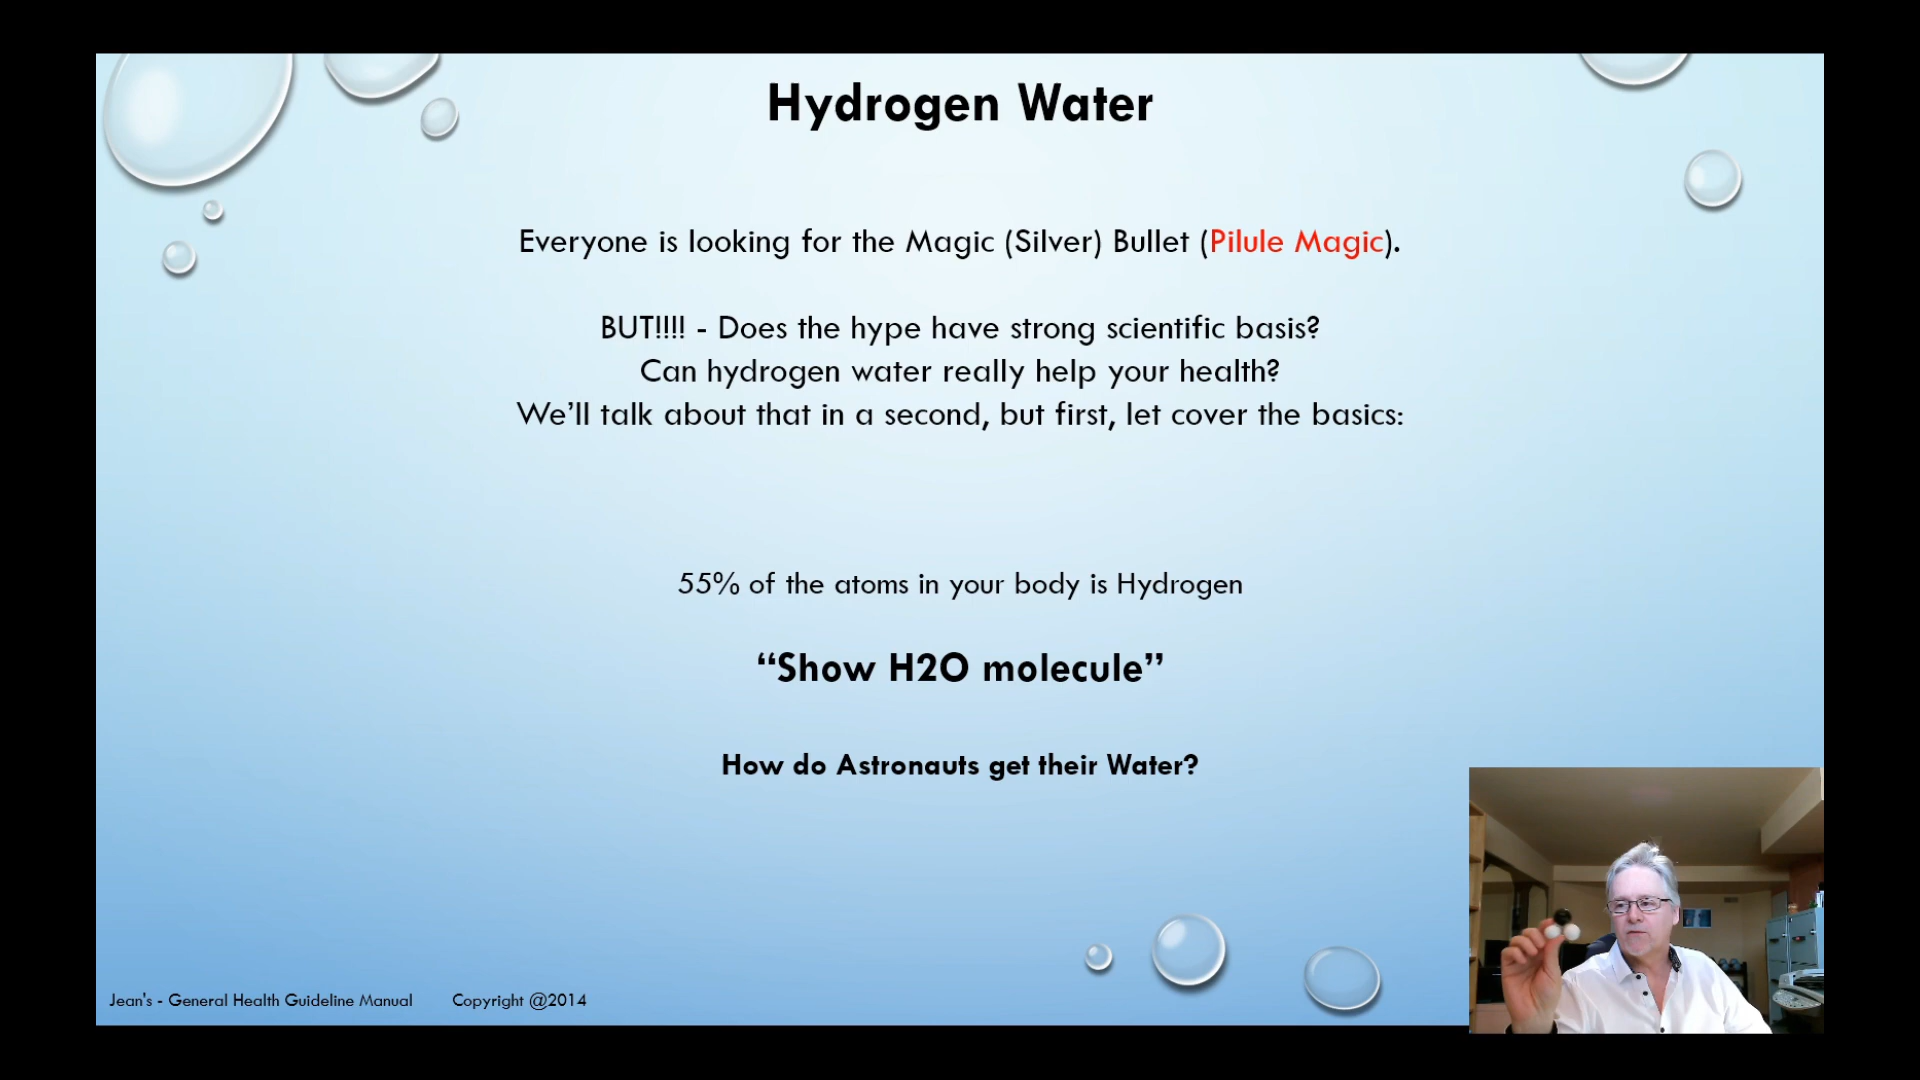 Hydrogen Water
Everyone is looking for the Magic (Silver) Bullet (Pilule Magic).
BUT!!!! - Does the hype have strong scientific basis?
Can hydrogen water really help your health?
We’ll talk about that in a second, but first, let cover the basics:
55% of the atoms in your body is Hydrogen
“Show H2O molecule”
How do Astronauts get their Water?
Jean's - General Health Guideline Manual Copyright @2014